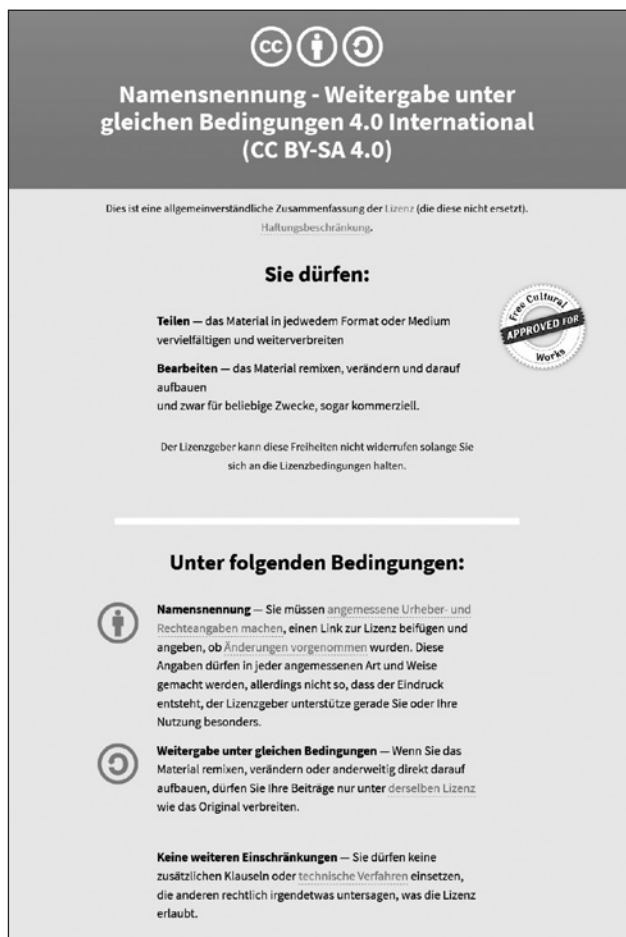 cc
Namensnennung - Weitergabe unter
gleichen Bedingungen 4.0 International
(CC BY-SA 4.0)
Dies ist eine allgemeinverständliche Zusammenfassung der Lizenz (die diese nicht ersetzt).
Haftungsbeschränkung.
Sie dürfen:
Teilen — das Material in jedwedem Format oder Medium
vervielfältigen und weiterverbreiten
Free Cultural
APPROVED FOR
Works
Bearbeiten — das Material remixen, verändern und darauf
aufbauen
und zwar für beliebige Zwecke, sogar kommerziell.
Der Lizenzgeber kann diese Freiheiten nicht widerrufen solange Sie
sich an die Lizenzbedingungen halten.
Unter folgenden Bedingungen:
Namensnennung — Sie müssen angemessene Urheber- und
Rechteangaben machen, einen Link zur Lizenz beifügen und
angeben, ob Änderungen vorgenommen wurden. Diese
Angaben dürfen in jeder angemessenen Art und Weise
gemacht werden, allerdings nicht so, dass der Eindruck
entsteht, der Lizenzgeber unterstütze gerade Sie oder Ihre
Nutzung besonders.
Weitergabe unter gleichen Bedingungen — Wenn Sie das
Material remixen, verändern oder anderweitig direkt darauf
aufbauen, dürfen Sie Ihre Beiträge nur unter derselben Lizenz
wie das Original verbreiten.
Keine weiteren Einschränkungen — Sie dürfen keine
zusätzlichen Klauseln oder technische Verfahren einsetzen,
die anderen rechtlich irgendetwas untersagen, was die Lizenz
erlaubt.